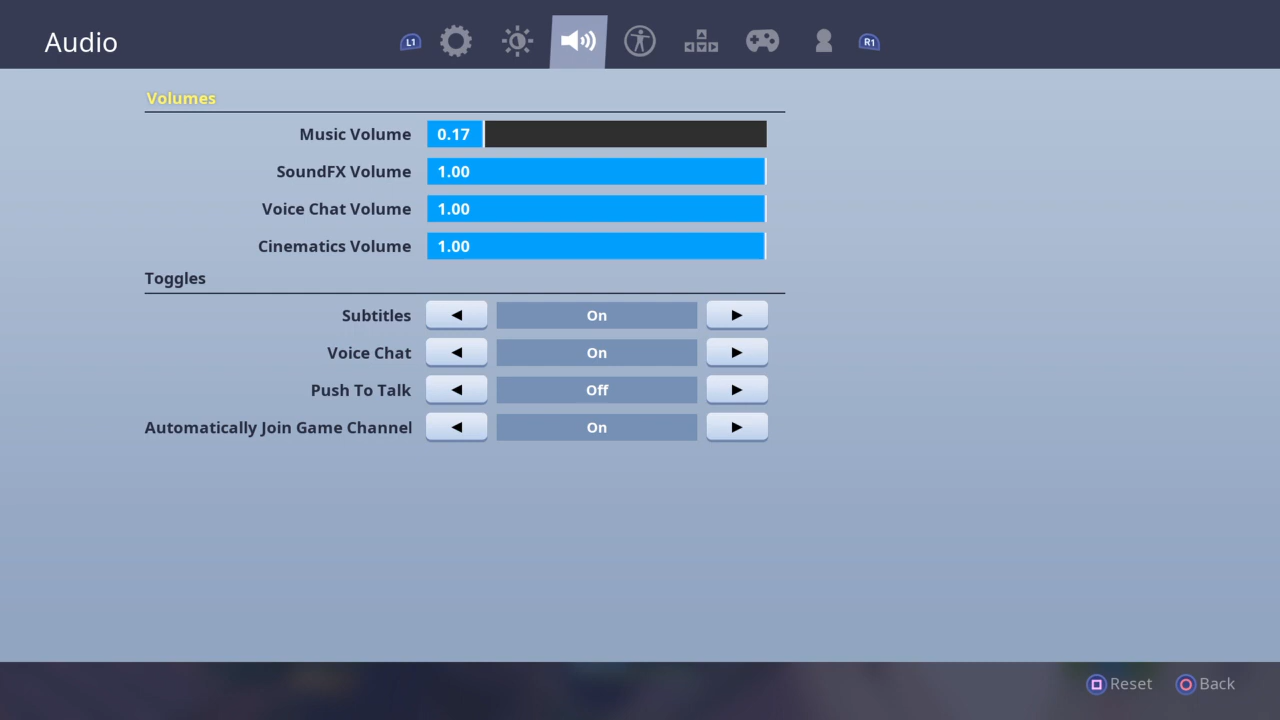 Audio
L1
R1
Volumes
Music Volume 0.17
SoundFX Volume 1.00
Voice Chat Volume 1.00
Cinematics Volume 1.00
Toggles
Subtitles On
Voice Chat On
Push To Talk Off
Automatically Join Game Channel On
Reset Back